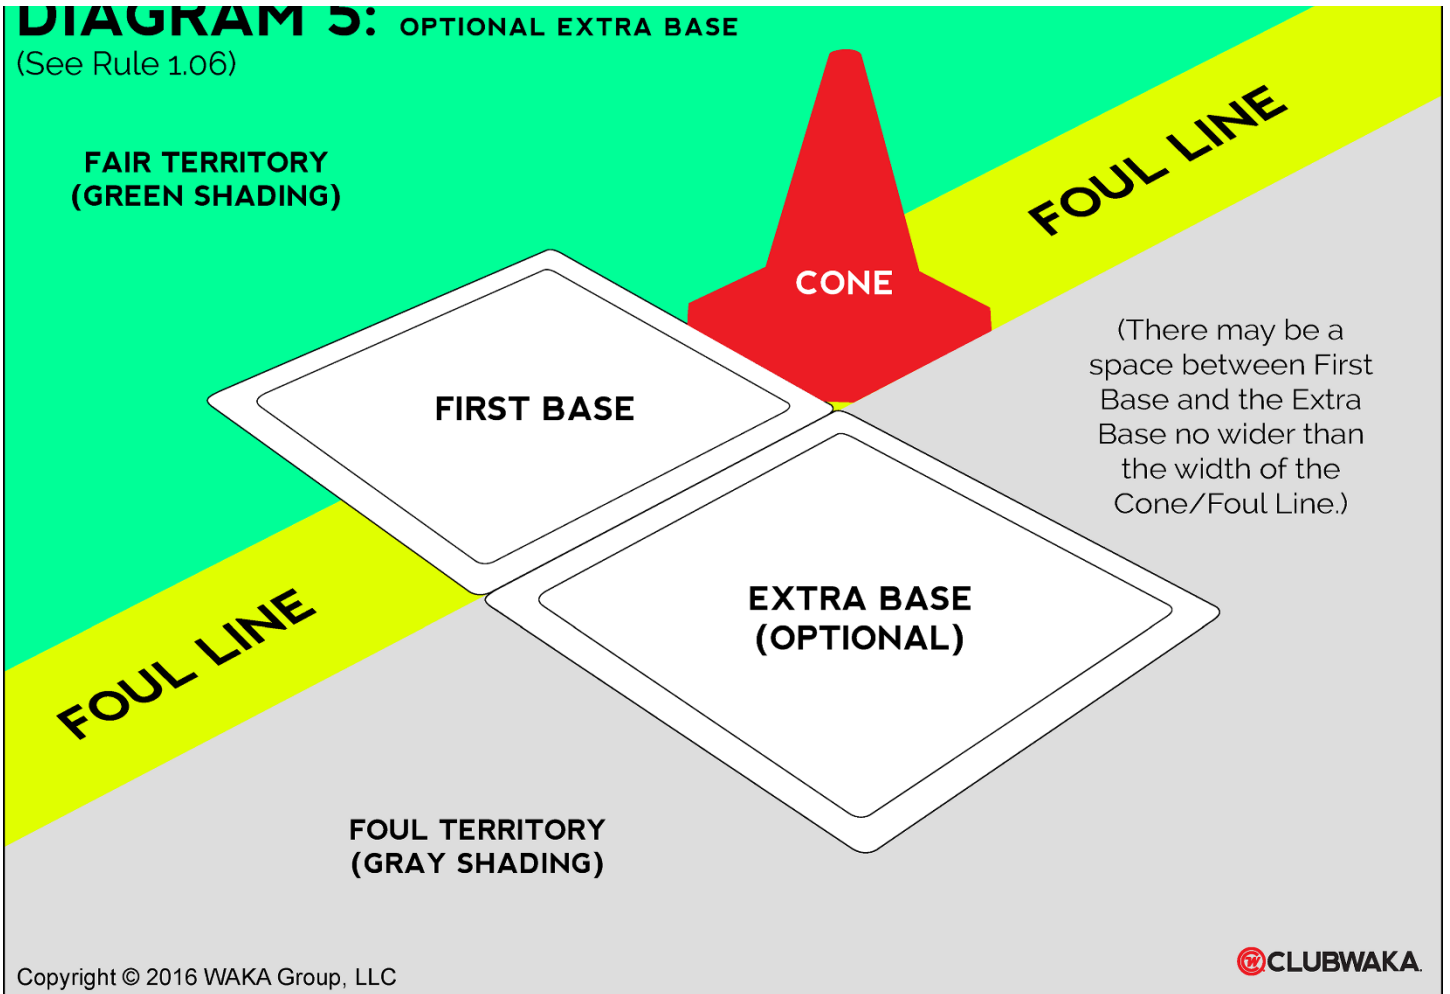 DIAGRAM 5: OPTIONAL EXTRA BASE
(See Rule 1.06)
FAIR TERRITORY
(GREEN SHADING)
FOUL LINE
CONE
(There may be a
space between First
Base and the Extra
Base no wider than
the width of the
Cone/Foul Line.)
FIRST BASE
EXTRA BASE
(OPTIONAL)
FOUL LINE
FOUL TERRITORY
(GRAY SHADING)
Copyright © 2016 WAKA Group, LLC
W CLUBWAKA.